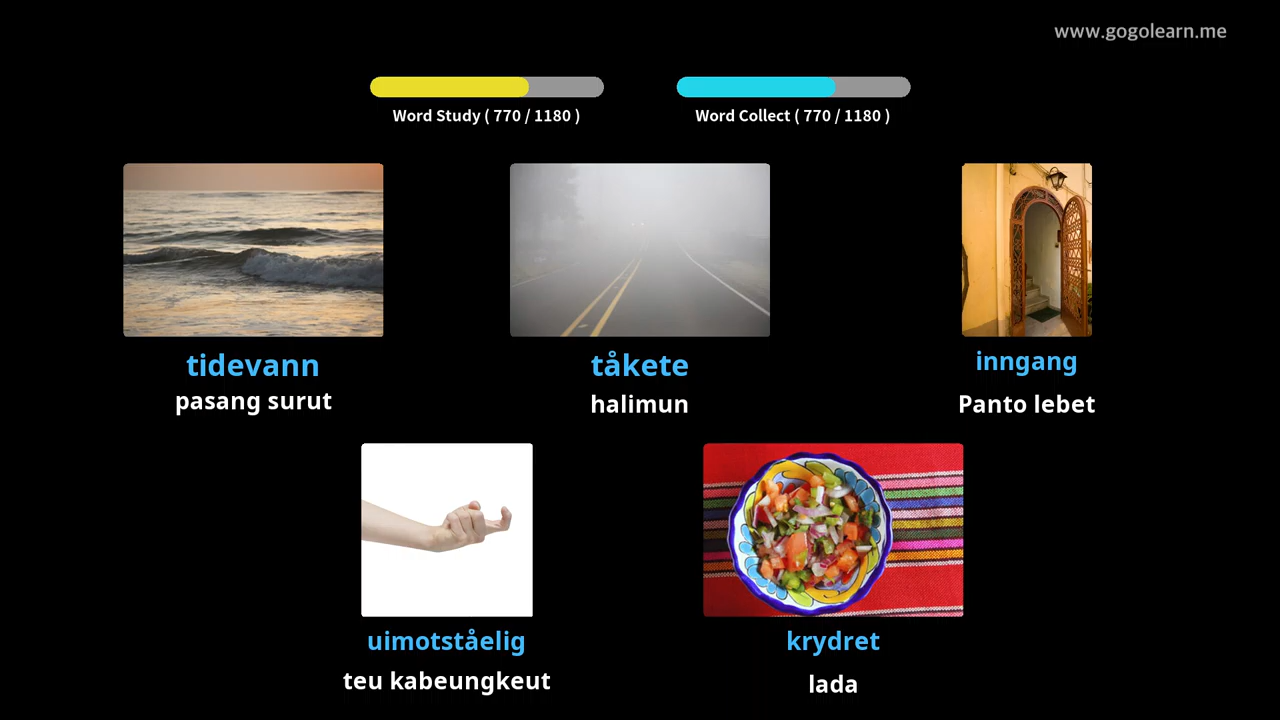 www.gogolearn.me
Word Study ( 770 / 1180 )
Word Collect ( 770 / 1180 )
tidevann
pasang surut
tåkete
halimun
inngang
Panto lebet
uimotståelig
teu kabeungkeut
krydret
lada